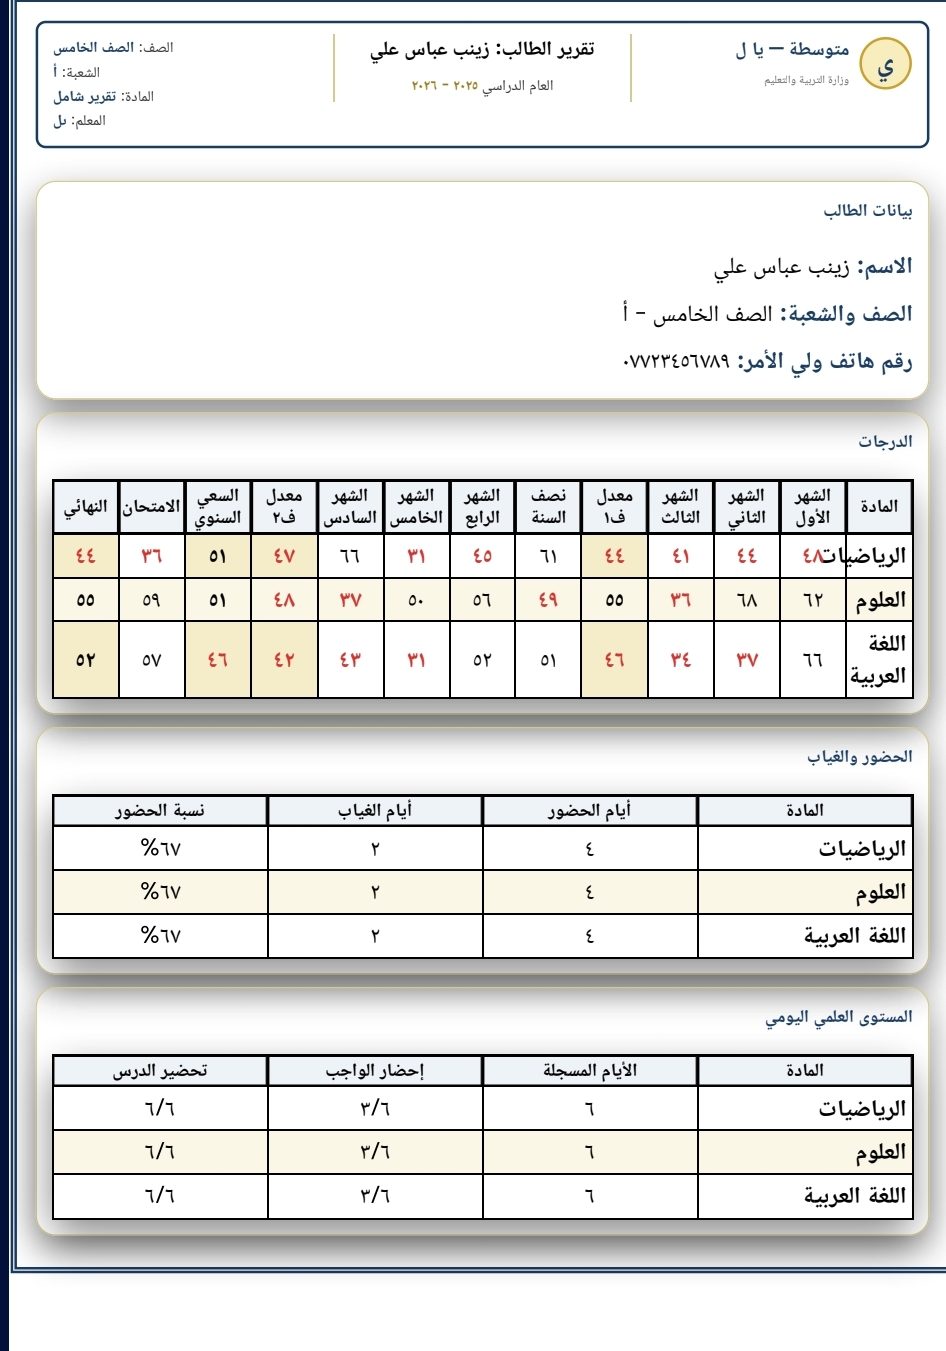 ي
متوسطة — يا ل
وزارة التربية والتعليم
تقرير الطالب: زينب عباس علي
العام الدراسي ٢٠٢٥ - ٢٠٢٦
الصف: الصف الخامس
الشعبة: أ
المادة: تقرير شامل
المعلم: بل
بيانات الطالب
الاسم: زينب عباس علي
الصف والشعبة: الصف الخامس - أ
رقم هاتف ولي الأمر: ٠٧٧٢٣٤٥٦٧٨٩
الدرجات
المادة الشهر الأول الشهر الثاني الشهر الثالث معدل ف١ نصف السنة الشهر الرابع الشهر الخامس الشهر السادس معدل ف٢ السعي السنوي الامتحان النهائي
الرياضيات ٤٨ ٤٤ ٤١ ٤٤ ٦١ ٤٥ ٣١ ٦٦ ٤٧ ٥١ ٣٦ ٤٤
العلوم ٦٢ ٦٨ ٣٦ ٥٥ ٤٩ ٥٦ ٥٠ ٣٧ ٤٨ ٥١ ٥٩ ٥٥
اللغة العربية ٦٦ ٣٧ ٣٤ ٤٦ ٥١ ٥٢ ٣١ ٤٣ ٤٢ ٤٦ ٥٧ ٥٢
الحضور والغياب
المادة أيام الحضور أيام الغياب نسبة الحضور
الرياضيات ٤ ٢ ٦٧%
العلوم ٤ ٢ ٦٧%
اللغة العربية ٤ ٢ ٦٧%
المستوى العلمي اليومي
المادة الأيام المسجلة إحضار الواجب تحضير الدرس
الرياضيات ٦ ٣/٦ ٦/٦
العلوم ٦ ٣/٦ ٦/٦
اللغة العربية ٦ ٣/٦ ٦/٦